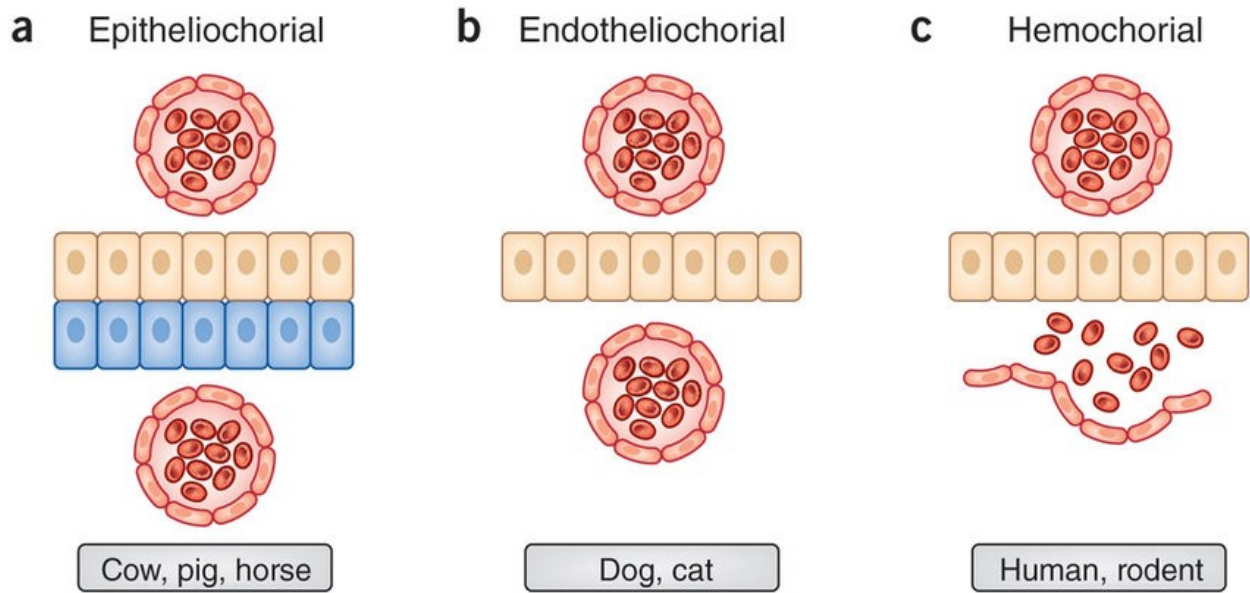 a Epitheliochorial
b Endotheliochorial
c Hemochorial
Cow, pig, horse
Dog, cat
Human, rodent